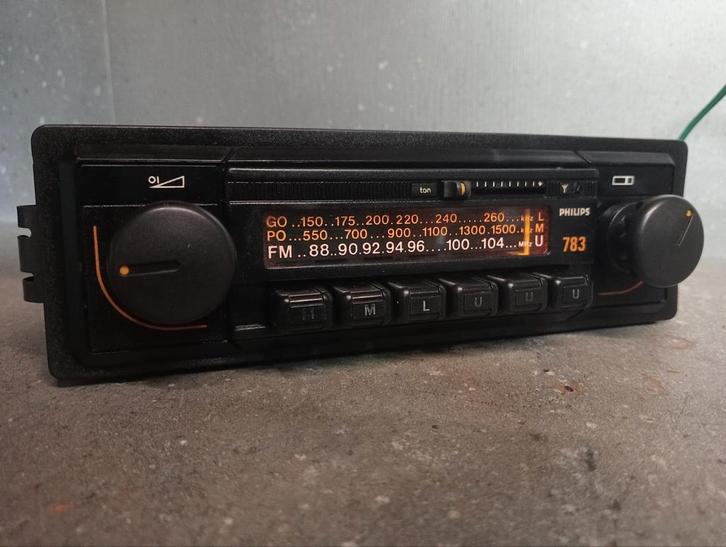 ton
GO ..150..175..200.220....240.......260...kHz L
PO...550....700.....900...1100...1300..1500.kHz M
FM ..88..90.92.94.96......100....104....MHz U
PHILIPS
783
M M L U U U